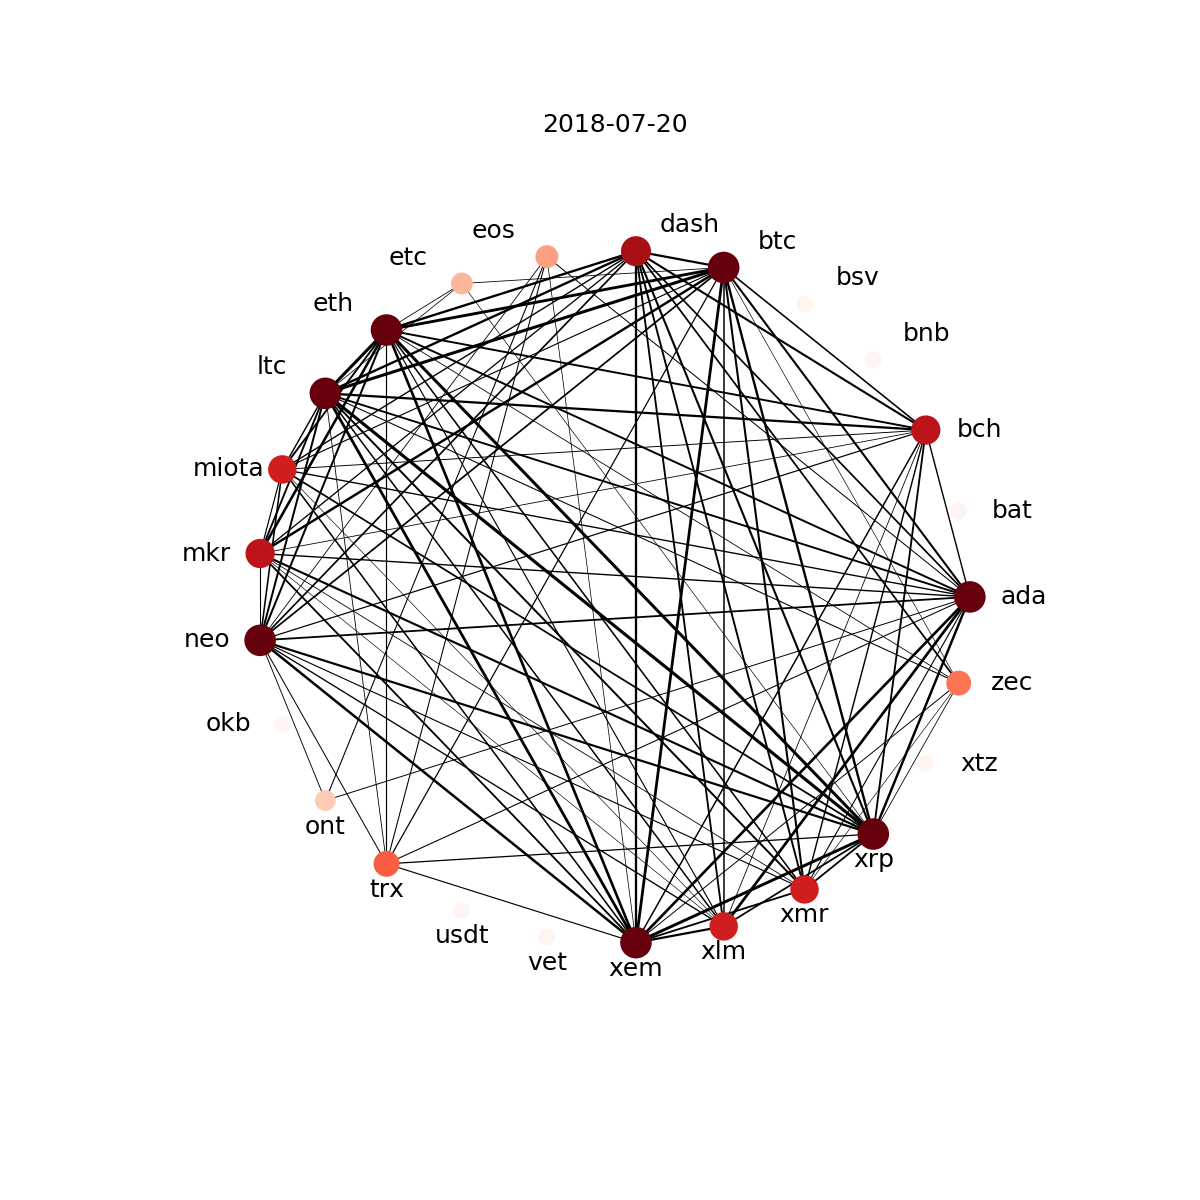 2018-07-20
dash
eos
btc
etc
bsv
eth
bnb
ltc
bch
miota
bat
mkr
ada
neo
zec
okb
xtz
ont
xrp
trx
xmr
usdt
xlm
vet
xem